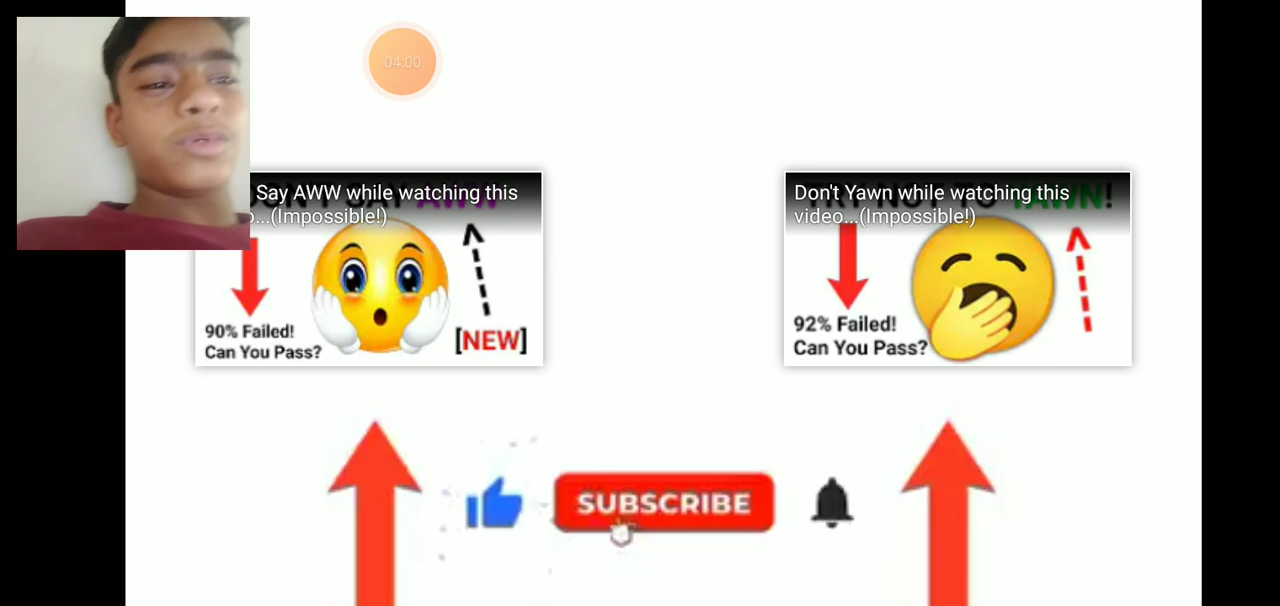 04:00
Say AWW while watching this
...(Impossible!)
90% Failed!
Can You Pass?
[NEW]
Don't Yawn while watching this
video...(Impossible!)
92% Failed!
Can You Pass?
SUBSCRIBE